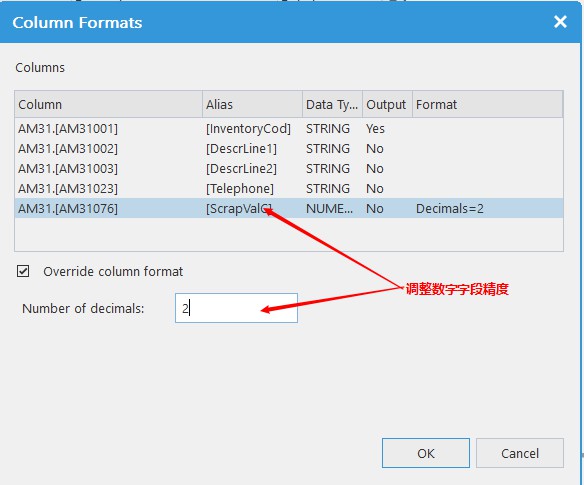 Column Formats
Columns
Column Alias Data Ty... Output Format
AM31.[AM31001] [InventoryCod] STRING Yes
AM31.[AM31002] [DescrLine1] STRING No
AM31.[AM31003] [DescrLine2] STRING No
AM31.[AM31023] [Telephone] STRING No
AM31.[AM31076] [ScrapValC] NUME... No Decimals=2
Override column format
调整数字字段精度
Number of decimals: 2
OK Cancel